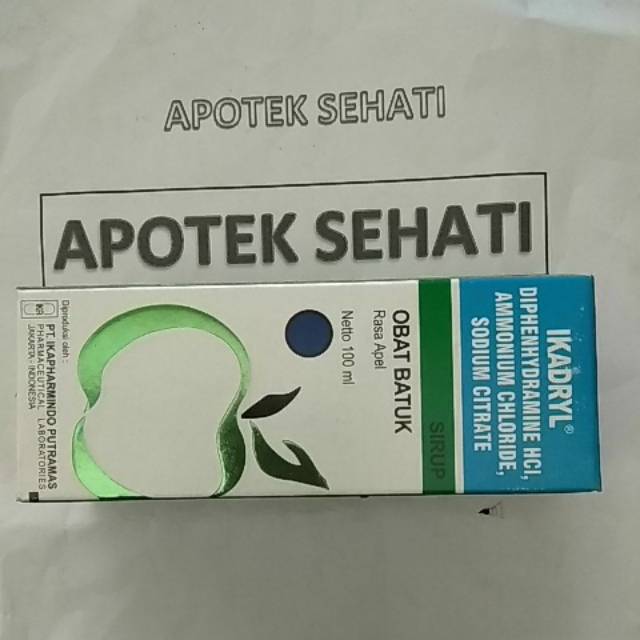 APOTEK SEHATI
APOTEK SEHATI
IKADRYL®
DIPHENHYDRAMINE HCl,
AMMONIUM CHLORIDE,
SODIUM CITRATE
SIRUP
OBAT BATUK
Rasa Apel
Netto 100 ml
Diproduksi oleh :
PT. IKAPHARMINDO PUTRAMAS
PHARMACEUTICAL LABORATORIES
JAKARTA - INDONESIA